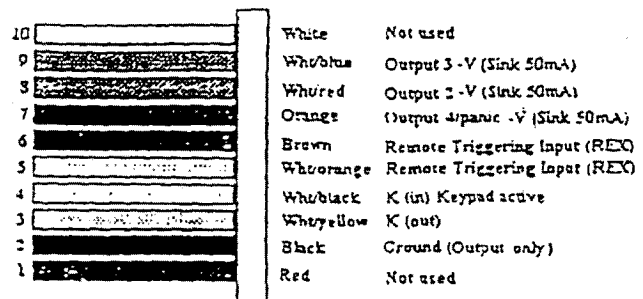 10 White Not used
9 Wht/blue Output 3 -V (Sink 50mA)
8 Wh/red Output 2 -V (Sink 50mA)
7 Orange Output 4/panic -V (Sink 50mA)
6 Brown Remote Triggering Input (REX)
5 Wht/orange Remote Triggering Input (REX)
4 Wht/black K (in) Keypad active
3 Wht/yellow K (out)
2 Black Ground (Output only)
1 Red Not used